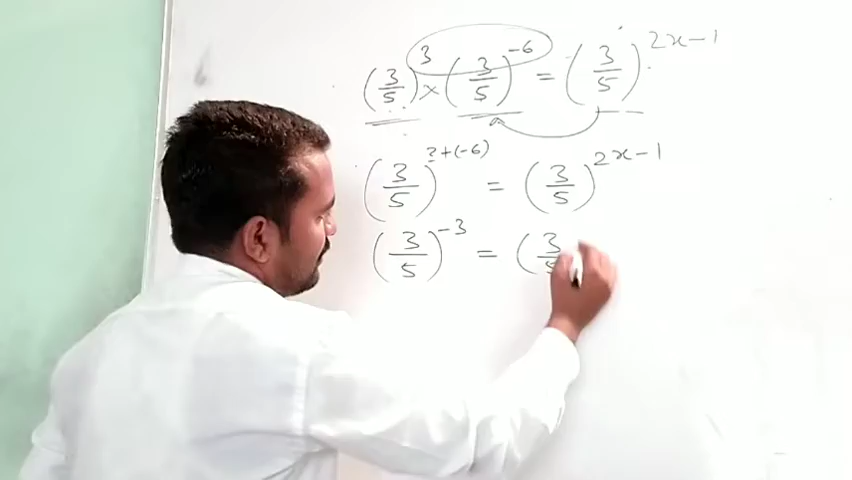 (3/5)^3 × (3/5)^-6 = (3/5)^2x-1
(3/5)^3+(-6) = (3/5)^2x-1
(3/5)^-3 = (3/5